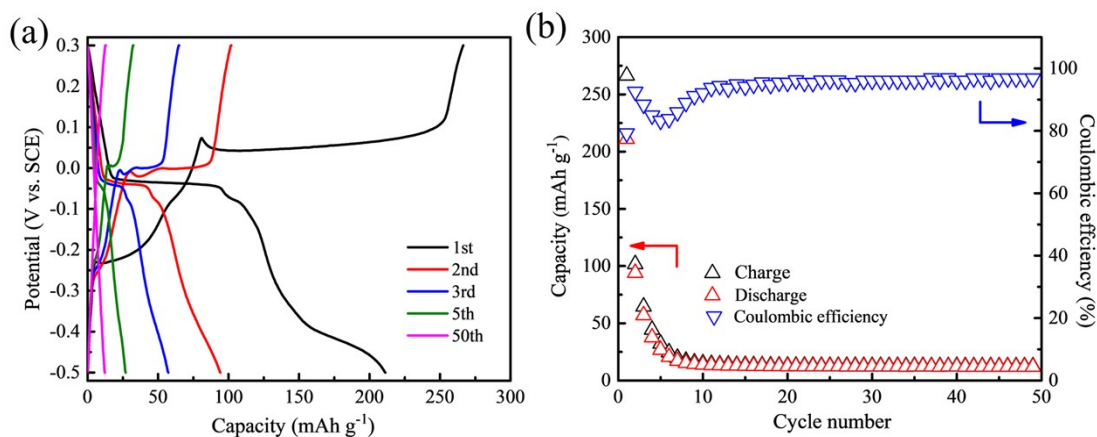 (a)
0.3
0.2
0.1
0.0
-0.1
-0.2
-0.3
-0.4
-0.5
Potential (V vs. SCE)
1st
2nd
3rd
5th
50th
0 50 100 150 200 250 300
Capacity (mAh g⁻¹)
(b)
300
250
200
150
100
50
0
Capacity (mAh g⁻¹)
Charge
Discharge
Coulombic efficiency
100
80
60
40
20
0
Coulombic effciency (%)
0 10 20 30 40 50
Cycle number